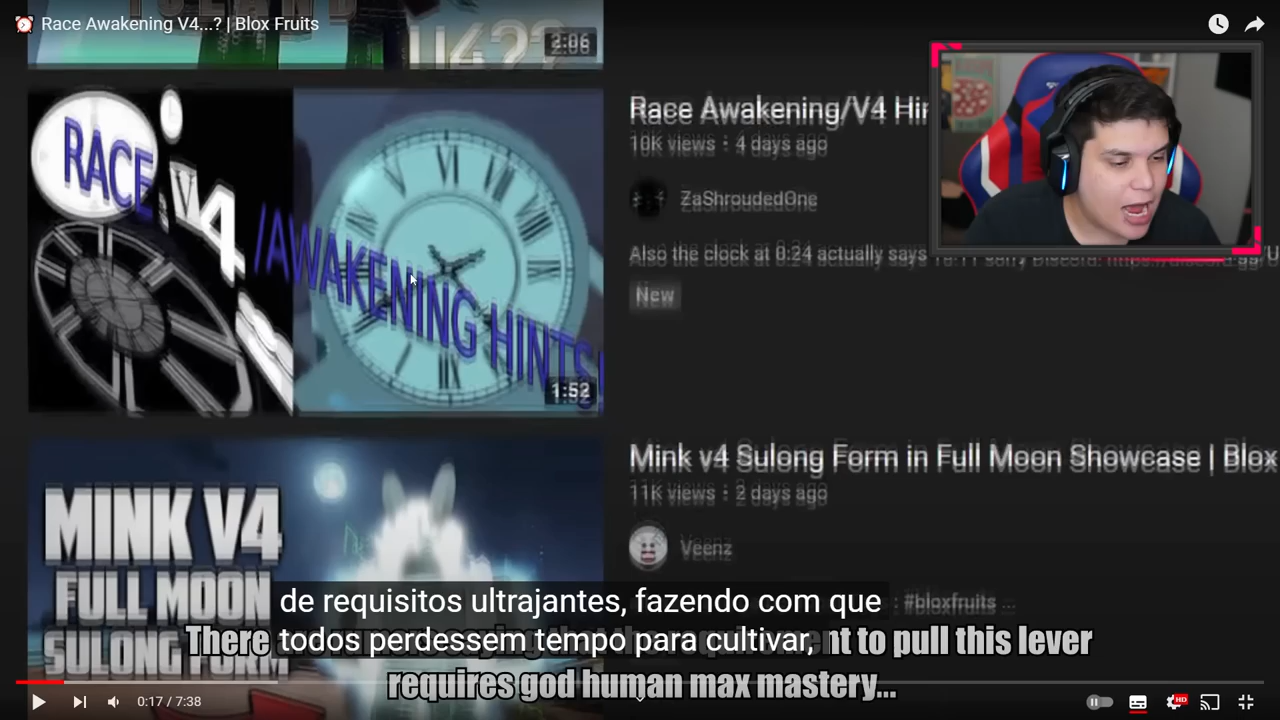 Race Awakening V4...? | Blox Fruits
ISLAND
U4??
2:06
RACE V4
/AWAKENING HINTS!
1:52
Race Awakening/V4 Hin
10K views • 4 days ago
ZaShroudedOne
Also the clock at 0:24 actually says
New
MINK V4
FULL MOON
SULONG FORM
Mink v4 Sulong Form in Full Moon Showcase | Blox
11K views • 2 days ago
Veenz
#bloxfruits ...
de requisitos ultrajantes, fazendo com que
todos perdessem tempo para cultivar,
There
nt to pull this lever
requires god human max mastery...
0:17 / 7:38
HD